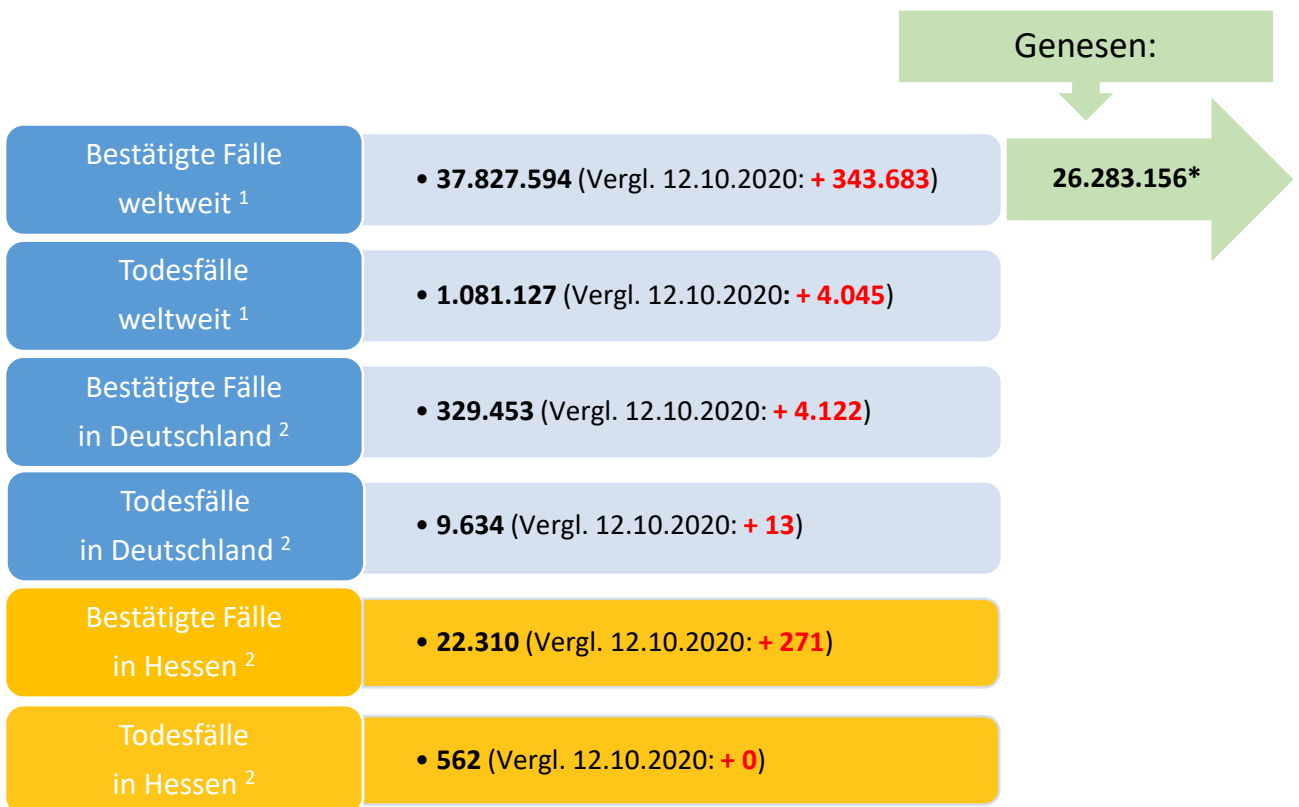 Genesen:
Bestätigte Fälle
weltweit ¹
• 37.827.594 (Vergl. 12.10.2020: + 343.683)
26.283.156*
Todesfälle
weltweit ¹
• 1.081.127 (Vergl. 12.10.2020: + 4.045)
Bestätigte Fälle
in Deutschland ²
• 329.453 (Vergl. 12.10.2020: + 4.122)
Todesfälle
in Deutschland ²
• 9.634 (Vergl. 12.10.2020: + 13)
Bestätigte Fälle
in Hessen ²
• 22.310 (Vergl. 12.10.2020: + 271)
Todesfälle
in Hessen ²
• 562 (Vergl. 12.10.2020: + 0)